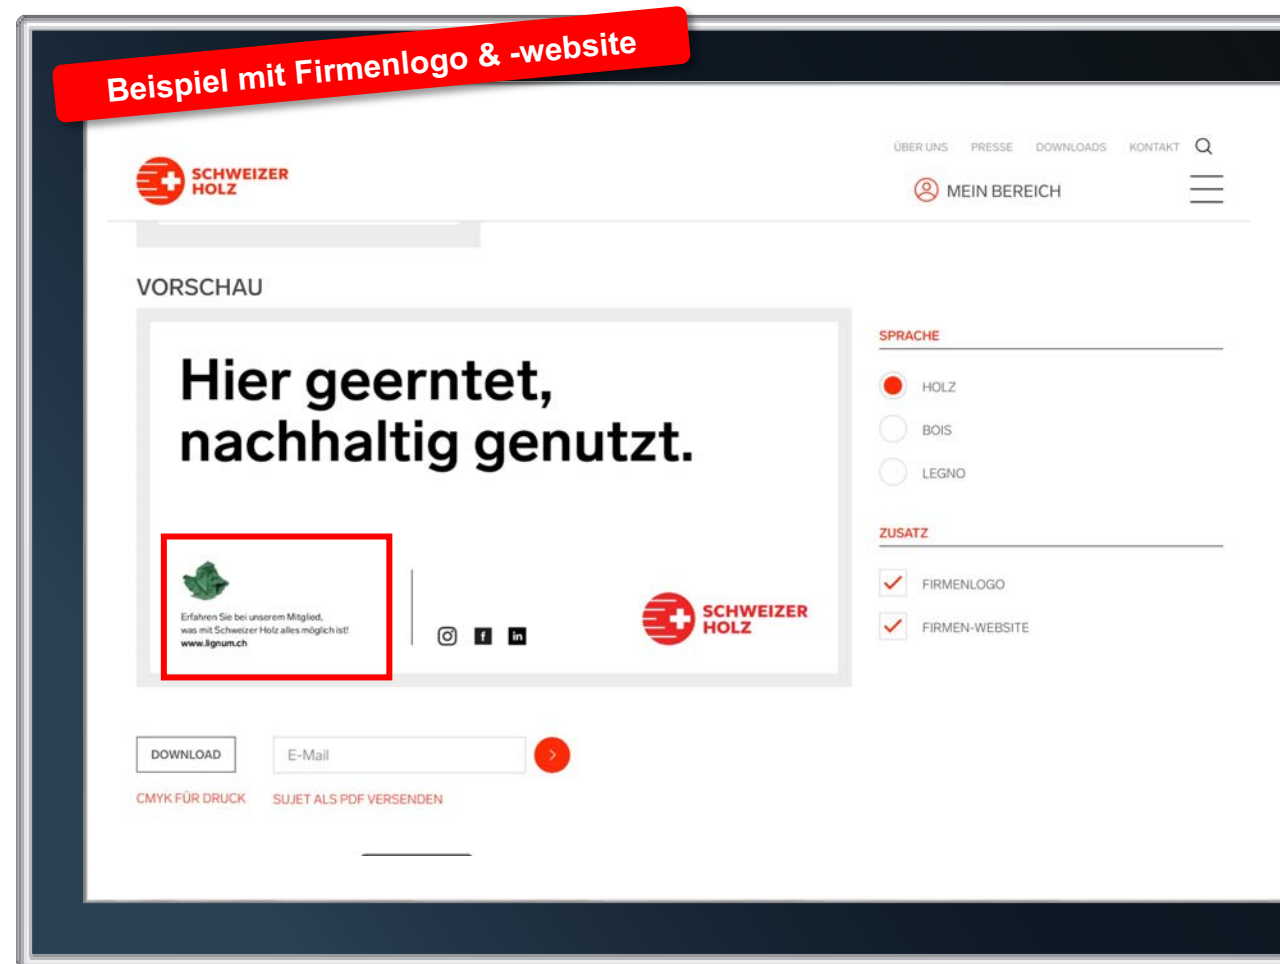 Beispiel mit Firmenlogo & -website
SCHWEIZER
HOLZ
ÜBER UNS PRESSE DOWNLOADS KONTAKT
MEIN BEREICH
VORSCHAU
Hier geerntet,
nachhaltig genutzt.
Erfahren Sie bei unserem Mitglied,
was mit Schweizer Holz alles möglich ist!
www.lignum.ch
f in
SCHWEIZER
HOLZ
SPRACHE
HOLZ
BOIS
LEGNO
ZUSATZ
FIRMENLOGO
FIRMEN-WEBSITE
DOWNLOAD
E-Mail
CMYK FÜR DRUCK
SUJET ALS PDF VERSENDEN